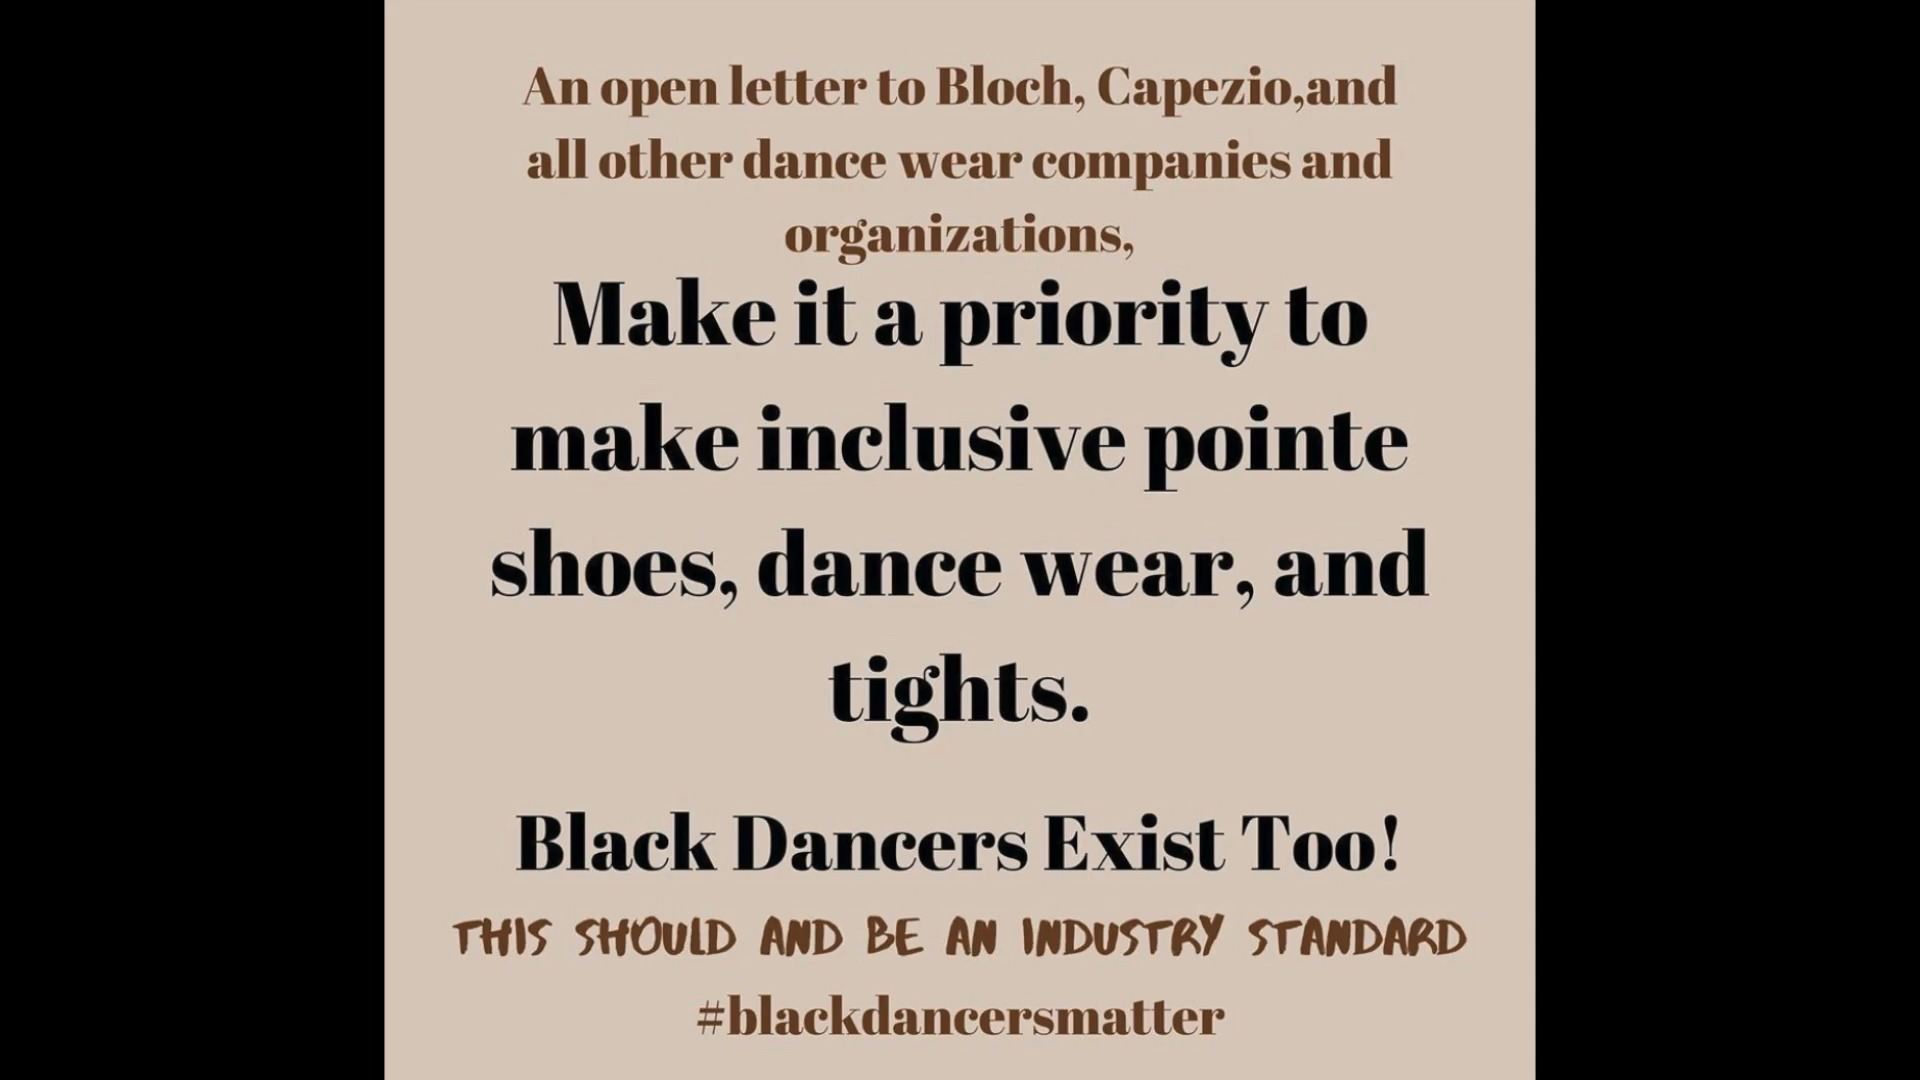 An open letter to Bloch, Capezio,and
all other dance wear companies and
organizations,
Make it a priority to
make inclusive pointe
shoes, dance wear, and
tights.
Black Dancers Exist Too!
THIS SHOULD AND BE AN INDUSTRY STANDARD
#blackdancersmatter